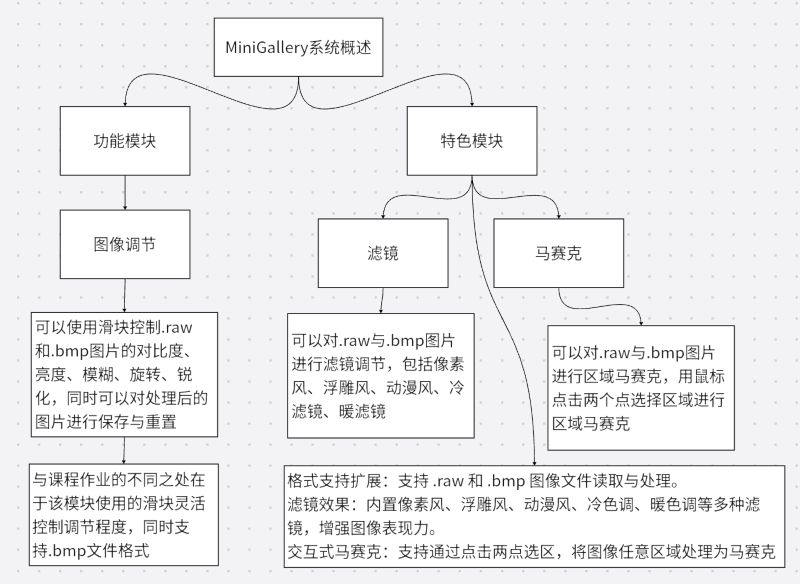 MiniGallery系统概述
功能模块
特色模块
图像调节
滤镜
马赛克
可以使用滑块控制.raw
和.bmp图片的对比度、
亮度、模糊、旋转、锐
化，同时可以对处理后的
图片进行保存与重置
可以对.raw与.bmp图片
进行滤镜调节，包括像素
风、浮雕风、动漫风、冷
滤镜、暖滤镜
可以对.raw与.bmp图片
进行区域马赛克，用鼠标
点击两个点选择区域进行
区域马赛克
与课程作业的不同之处在
于该模块使用的滑块灵活
控制调节程度，同时支
持.bmp文件格式
格式支持扩展：支持 .raw 和 .bmp 图像文件读取与处理。
滤镜效果：内置像素风、浮雕风、动漫风、冷色调、暖色调等多种滤
镜，增强图像表现力。
交互式马赛克：支持通过点击两点选区，将图像任意区域处理为马赛克